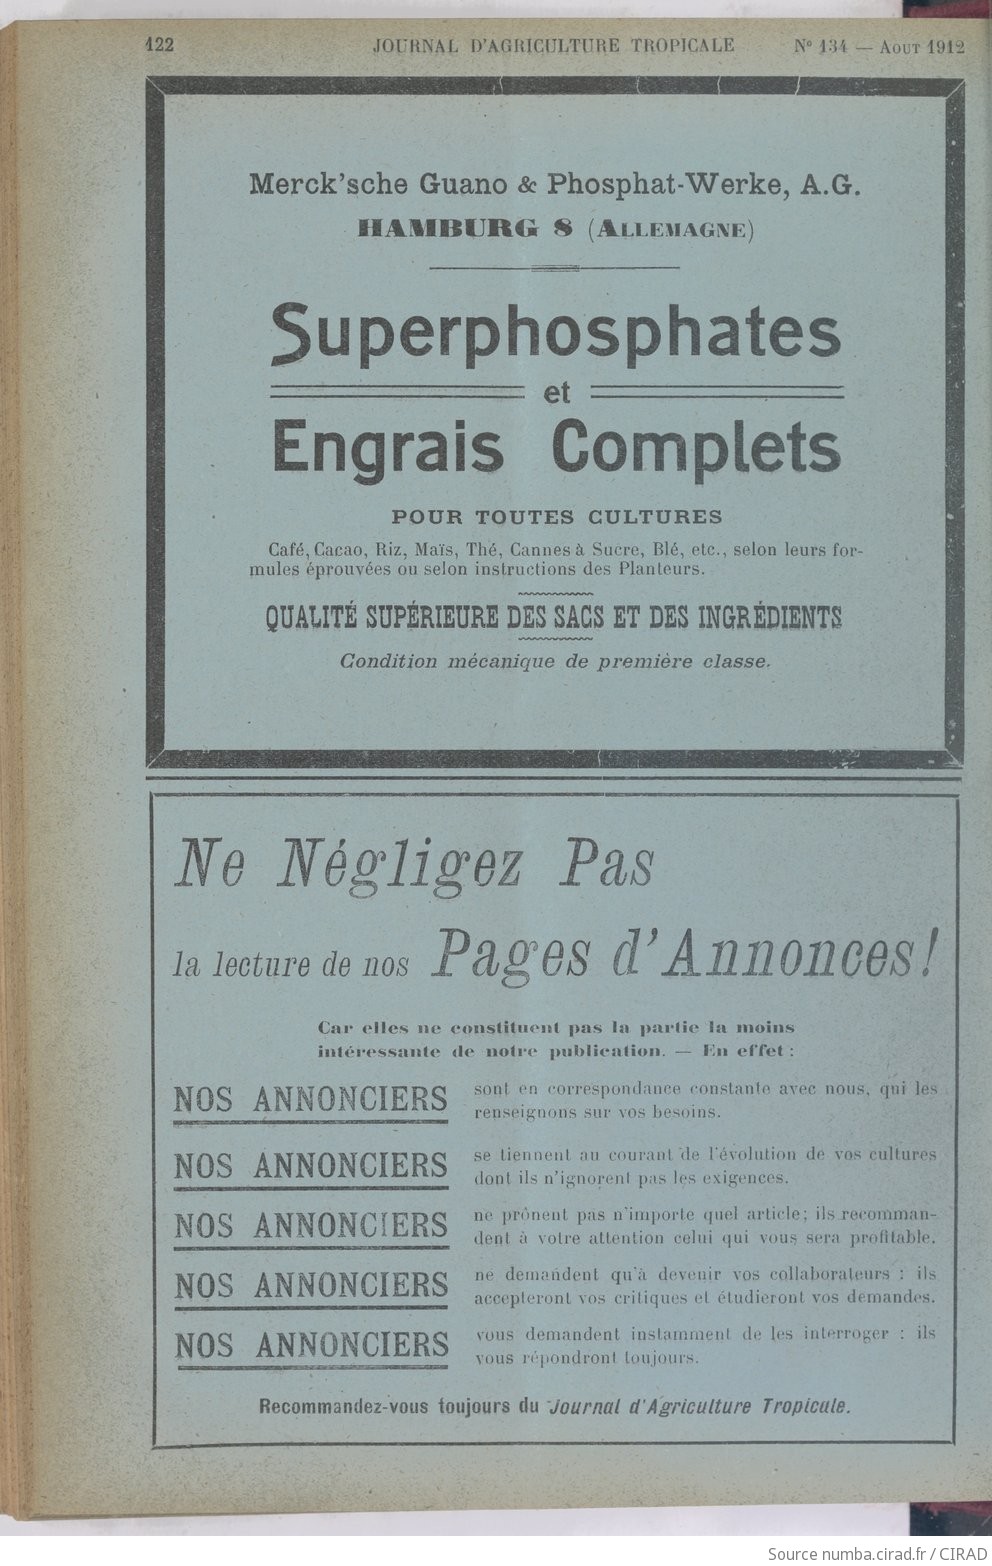 122 JOURNAL D'AGRICULTURE TROPICALE N° 134 — AOUT 1912
Merck'sche Guano & Phosphat-Werke, A.G.
HAMBURG 8 (ALLEMAGNE)
Superphosphates
et
Engrais Complets
POUR TOUTES CULTURES
Café, Cacao, Riz, Maïs, Thé, Cannes à Sucre, Blé, etc., selon leurs for-
mules éprouvées ou selon instructions des Planteurs.
QUALITÉ SUPÉRIEURE DES SACS ET DES INGRÉDIENTS
Condition mécanique de première classe.
Ne Négligez Pas
la lecture de nos Pages d'Annonces!
Car elles ne constituent pas la partie la moins
intéressante de notre publication. — En effet :
NOS ANNONCIERS sont en correspondance constante avec nous, qui les
renseignons sur vos besoins.
NOS ANNONCIERS se tiennent au courant de l'évolution de vos cultures
dont ils n'ignorent pas les exigences.
NOS ANNONCIERS ne prônent pas n'importe quel article; ils recomman-
dent à votre attention celui qui vous sera profitable.
NOS ANNONCIERS ne demandent qu'à devenir vos collaborateurs : ils
accepteront vos critiques et étudieront vos demandes.
NOS ANNONCIERS vous demandent instamment de les interroger : ils
vous répondront toujours.
Recommandez-vous toujours du Journal d'Agriculture Tropicale.
Source numba.cirad.fr / CIRAD